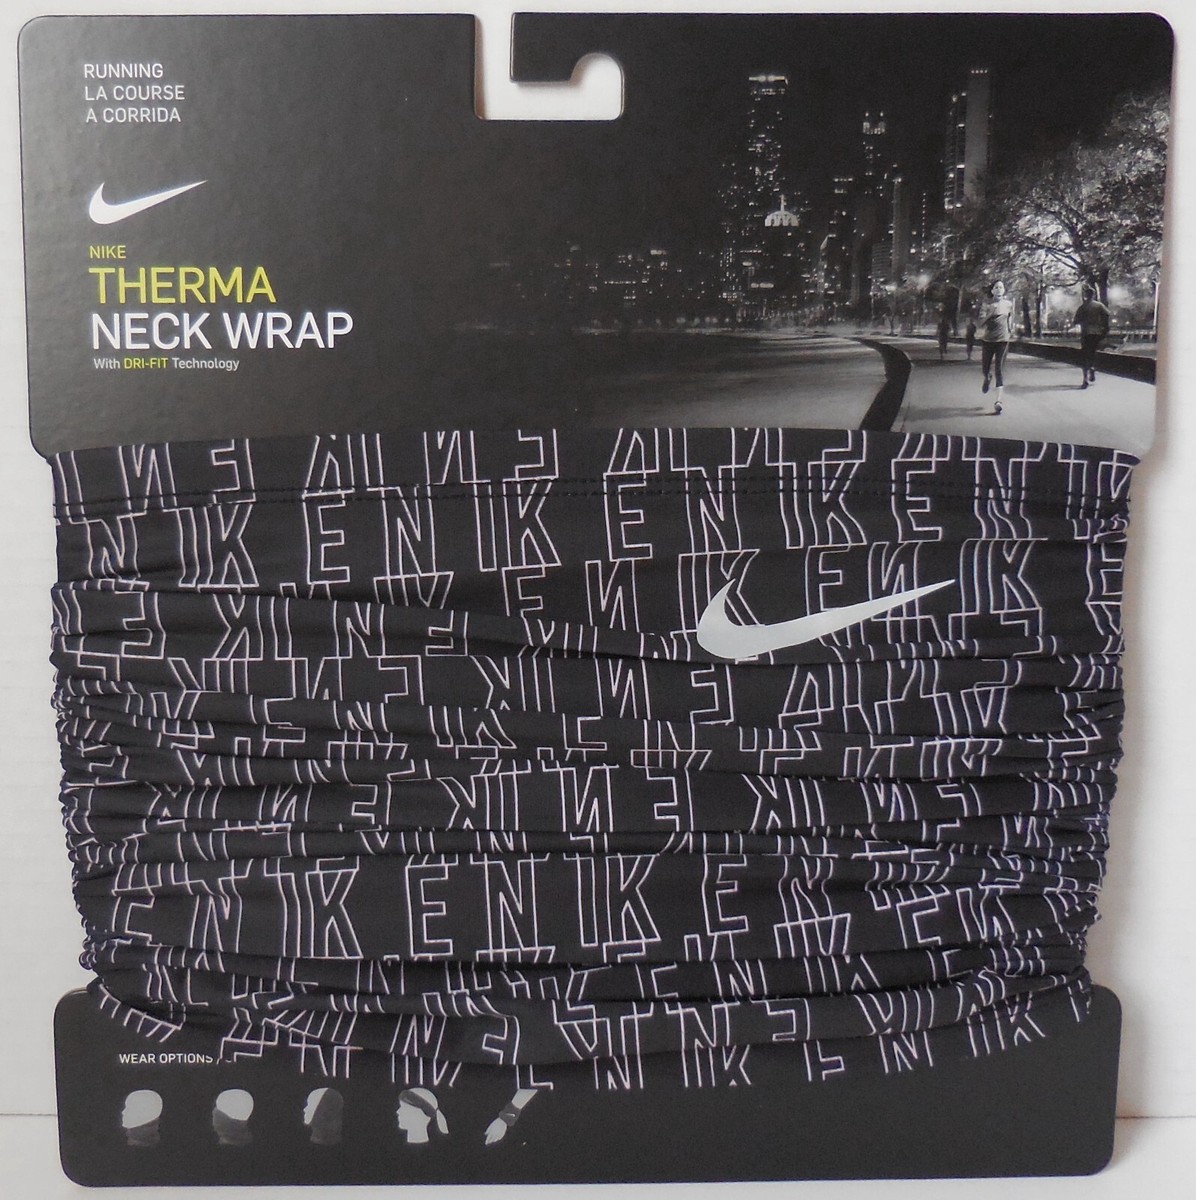 RUNNING
LA COURSE
A CORRIDA
NIKE
THERMA
NECK WRAP
With DRI-FIT Technology
WEAR OPTIONS /